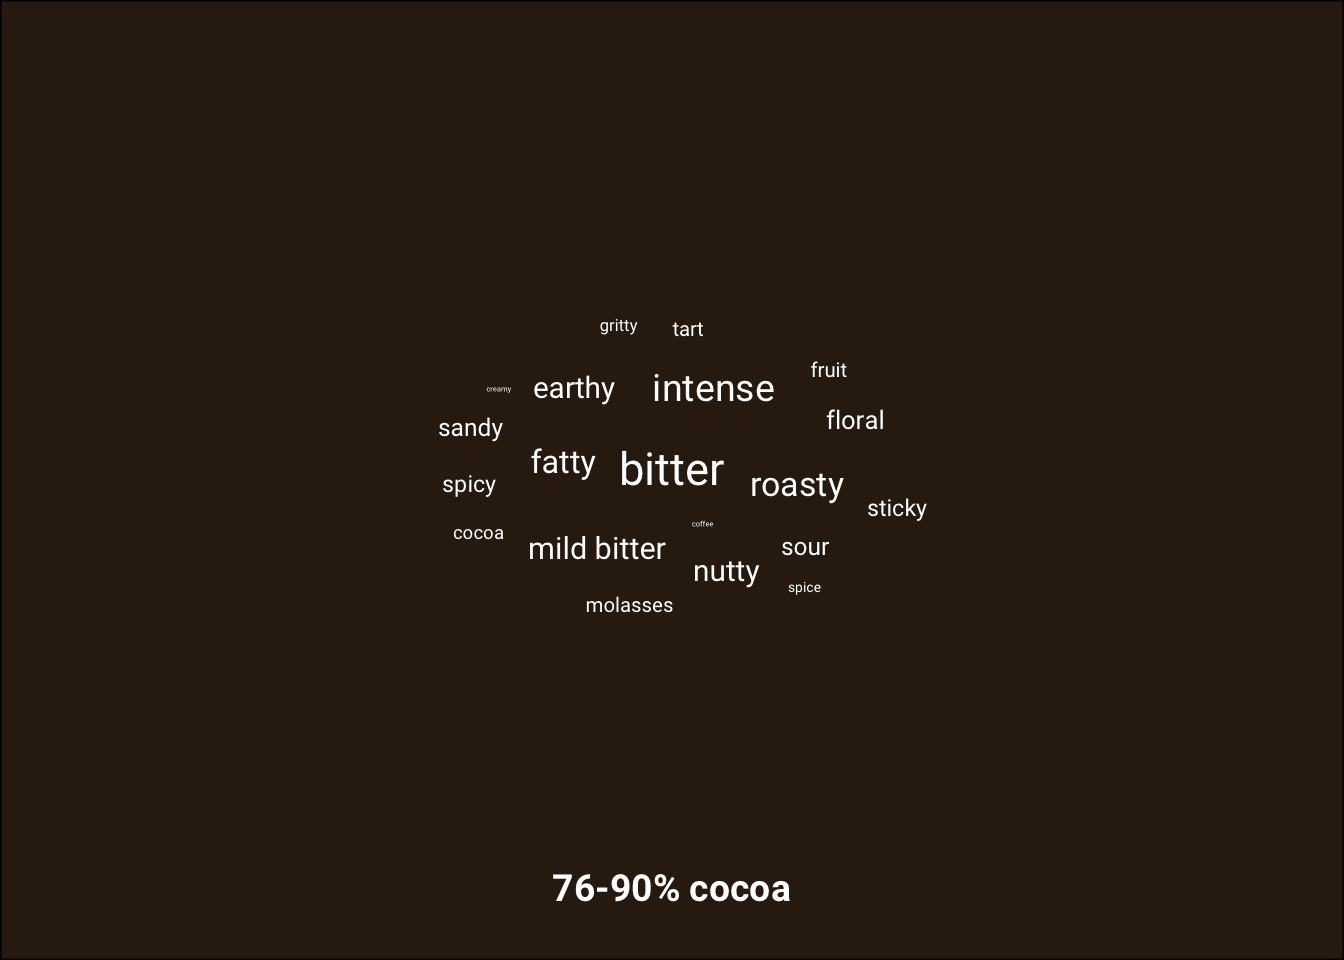 gritty
tart
fruit
creamy
earthy
intense
floral
sandy
fatty
bitter
roasty
spicy
sticky
coffee
cocoa
mild bitter
sour
nutty
spice
molasses
76-90% cocoa